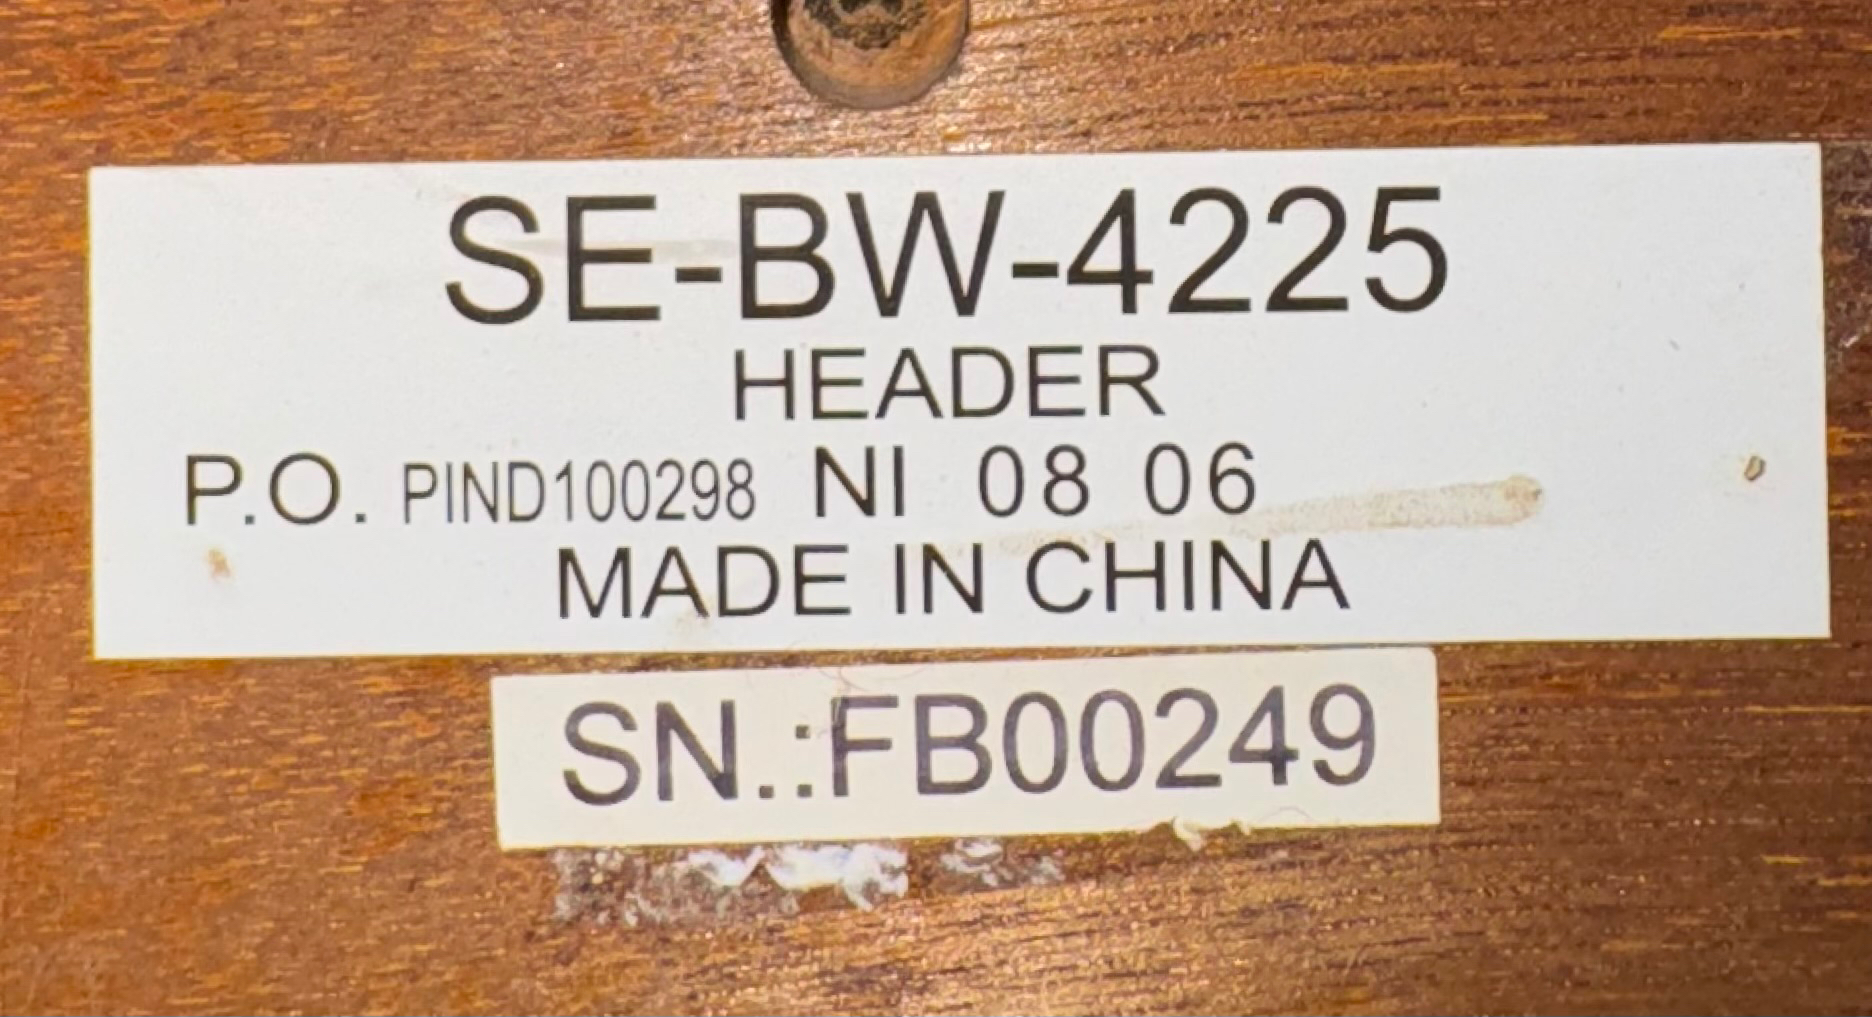 SE-BW-4225
HEADER
P.O. PIND100298 NI 08 06
MADE IN CHINA
SN.:FB00249